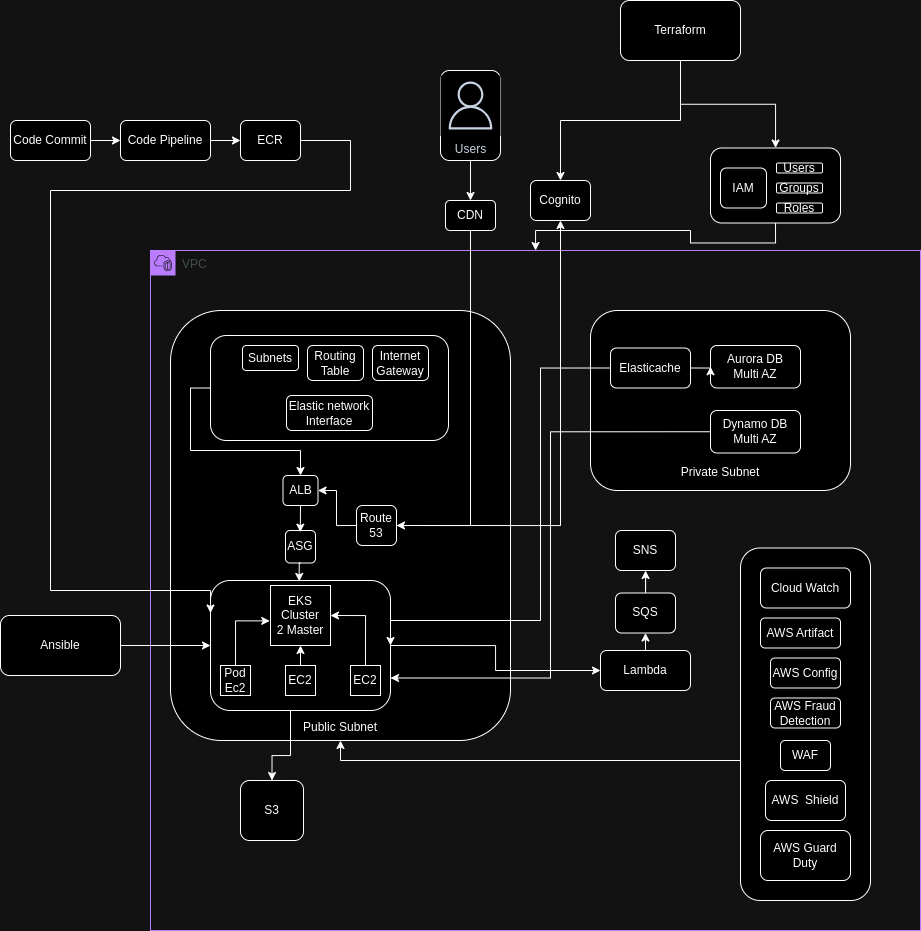 Terraform
Users
Code Commit
Code Pipeline
ECR
IAM
Users
Groups
Roles
Cognito
CDN
VPC
Subnets
Routing
Table
Internet
Gateway
Elastic network
Interface
Elasticache
Aurora DB
Multi AZ
Dynamo DB
Multi AZ
Private Subnet
ALB
Route
53
ASG
SNS
EKS
Cluster
2 Master
SQS
Ansible
Pod
Ec2
EC2
EC2
Lambda
Public Subnet
S3
Cloud Watch
AWS Artifact
AWS Config
AWS Fraud
Detection
WAF
AWS  Shield
AWS Guard
Duty